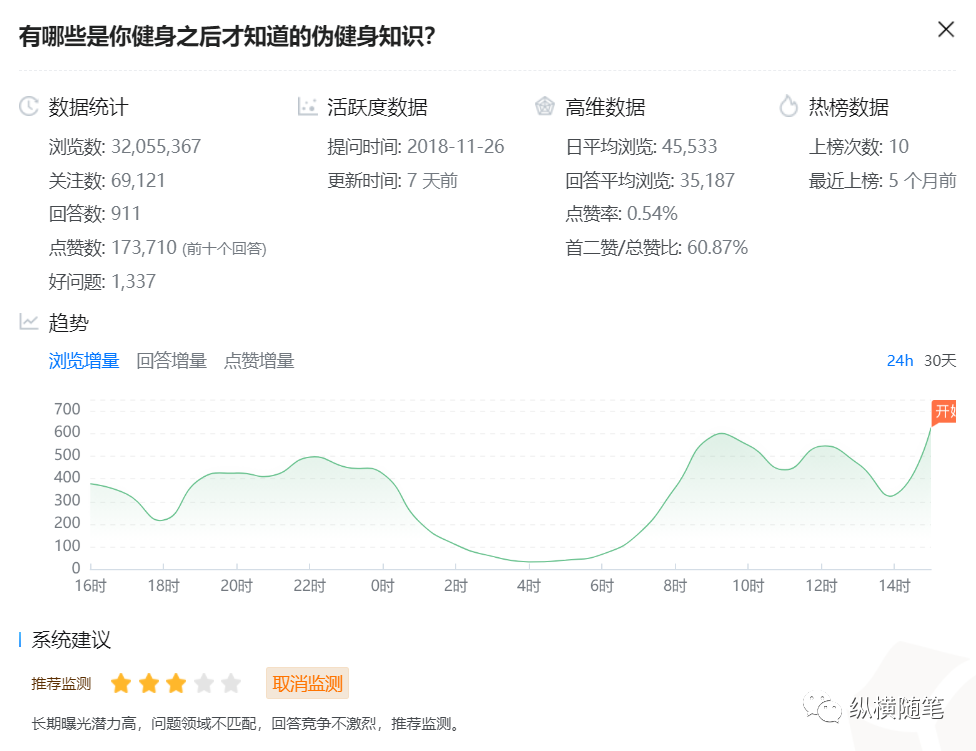 有哪些是你健身之后才知道的伪健身知识？
数据统计
浏览数: 32,055,367
关注数: 69,121
回答数: 911
点赞数: 173,710 (前十个回答)
好问题: 1,337
活跃度数据
提问时间: 2018-11-26
更新时间: 7 天前
高维数据
日平均浏览: 45,533
回答平均浏览: 35,187
点赞率: 0.54%
首二赞/总赞比: 60.87%
热榜数据
上榜次数: 10
最近上榜: 5 个月前
趋势
浏览增量 回答增量 点赞增量
24h 30天
开始
700
600
500
400
300
200
100
0
16时 18时 20时 22时 0时 2时 4时 6时 8时 10时 12时 14时
系统建议
推荐监测 取消监测
长期曝光潜力高，问题领域不匹配，回答竞争不激烈，推荐监测。
纵横随笔